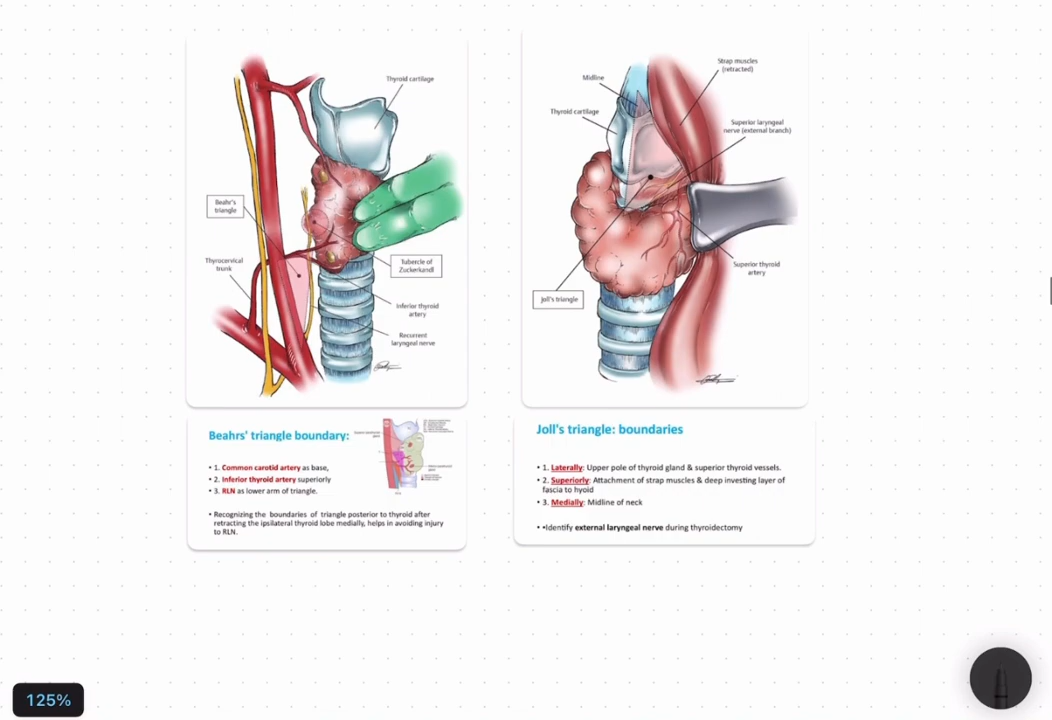 Thyroid cartilage
Beahr's
triangle
Thyrocervical
trunk
Tubercle of
Zuckerkandl
Inferior thyroid
artery
Recurrent
laryngeal nerve
Midline
Thyroid cartilage
Strap muscles
(retracted)
Superior laryngeal
nerve (external branch)
Superior thyroid
artery
Joll's triangle
Beahrs' triangle boundary:
• 1. Common carotid artery as base,
• 2. Inferior thyroid artery superiorly
• 3. RLN as lower arm of triangle.
• Recognizing the boundaries of triangle posterior to thyroid after
retracting the ipsilateral thyroid lobe medially, helps in avoiding injury
to RLN.
Joll's triangle: boundaries
• 1. Laterally: Upper pole of thyroid gland & superior thyroid vessels.
• 2. Superiorly: Attachment of strap muscles & deep investing layer of
fascia to hyoid
• 3. Medially: Midline of neck
• •Identify external laryngeal nerve during thyroidectomy
125%